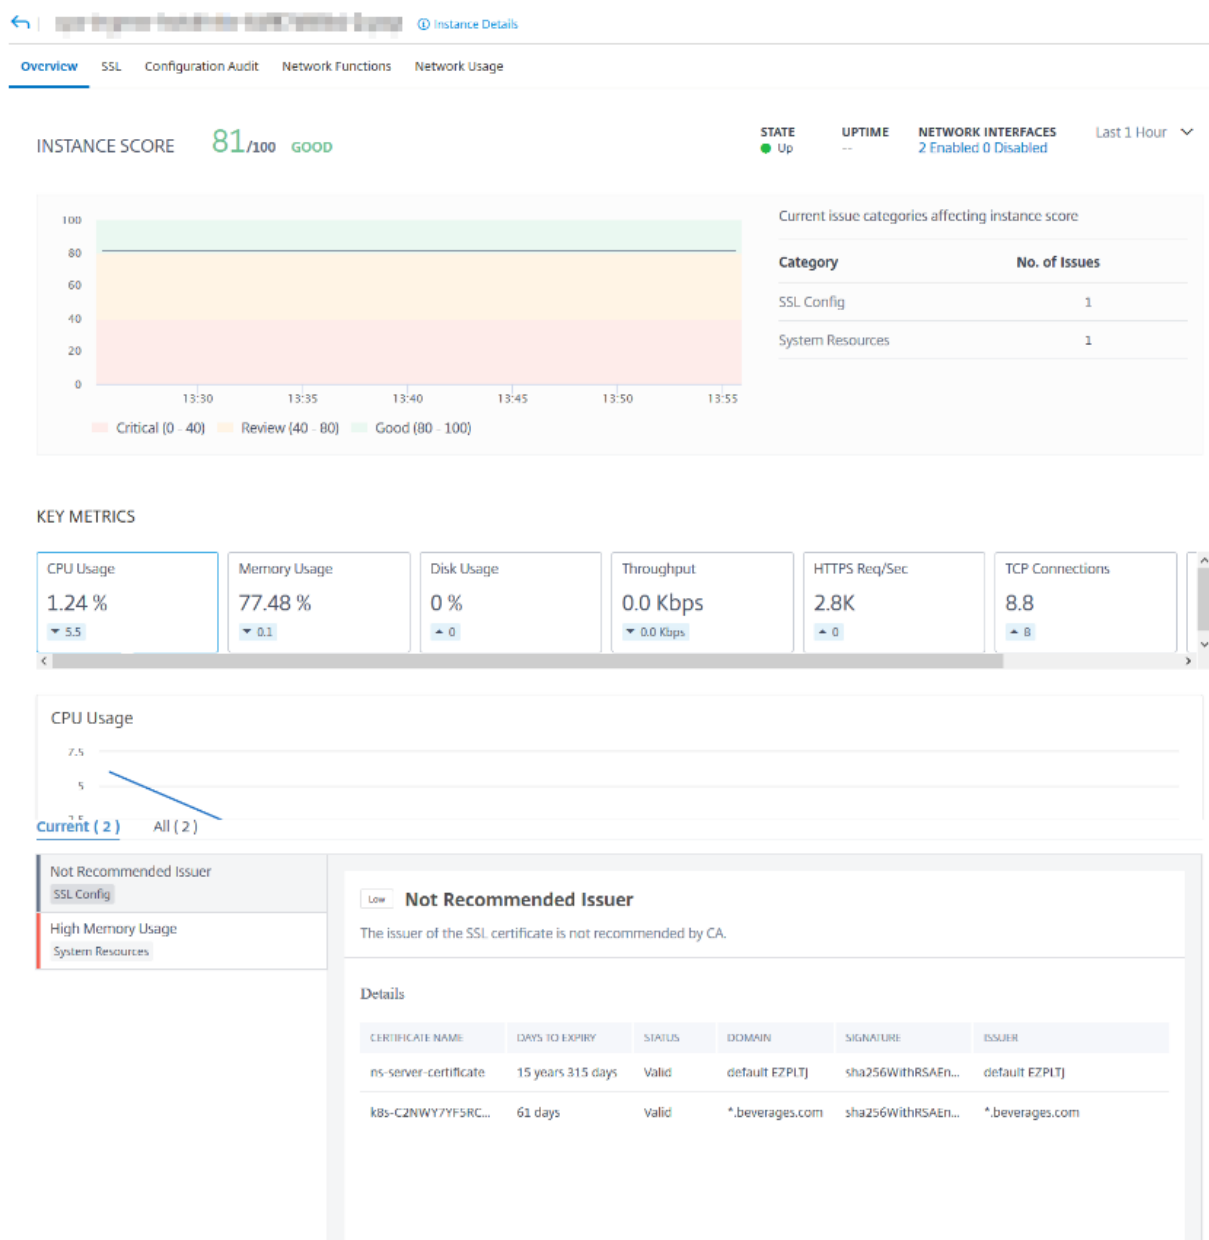 Instance Details
Overview SSL Configuration Audit Network Functions Network Usage
INSTANCE SCORE 81/100 GOOD
STATE UPTIME NETWORK INTERFACES Last 1 Hour
Up -- 2 Enabled 0 Disabled
Current issue categories affecting instance score
Category No. of Issues
SSL Config 1
System Resources 1
100
80
60
40
20
0
13:30 13:35 13:40 13:45 13:50 13:55
Critical (0 - 40) Review (40 - 80) Good (80 - 100)
KEY METRICS
CPU Usage Memory Usage Disk Usage Throughput HTTPS Req/Sec TCP Connections
1.24 % 77.48 % 0 % 0.0 Kbps 2.8K 8.8
5.5 0.1 0 0.0 Kbps 0 8
CPU Usage
7.5
5
Current ( 2 ) All ( 2 )
Not Recommended Issuer
SSL Config
High Memory Usage
System Resources
Low Not Recommended Issuer
The issuer of the SSL certificate is not recommended by CA.
Details
CERTIFICATE NAME DAYS TO EXPIRY STATUS DOMAIN SIGNATURE ISSUER
ns-server-certificate 15 years 315 days Valid default EZPLTJ sha256WithRSAEn... default EZPLTJ
k8s-C2NWY7YF5RC... 61 days Valid *.beverages.com sha256WithRSAEn... *.beverages.com